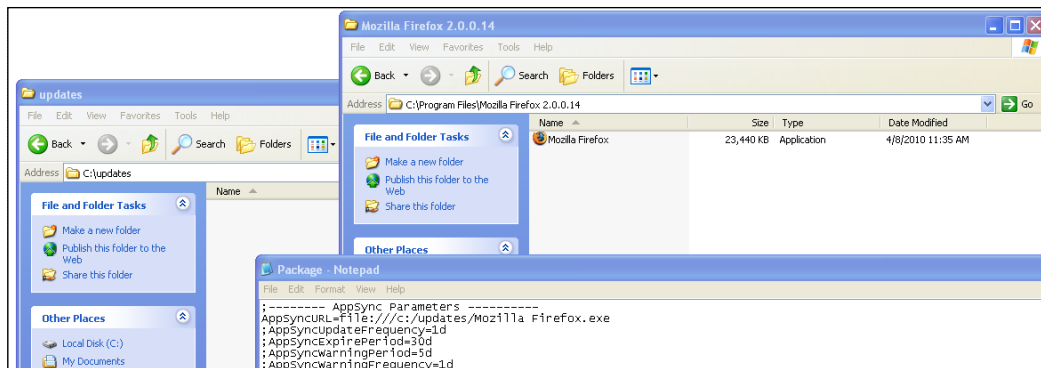 Mozilla Firefox 2.0.0.14
File Edit View Favorites Tools Help
Back Search Folders
Address C:\Program Files\Mozilla Firefox 2.0.0.14 Go
File and Folder Tasks
Make a new folder
Publish this folder to the
Web
Share this folder
Other Places
Name Size Type Date Modified
Mozilla Firefox 23,440 KB Application 4/8/2010 11:35 AM
updates
File Edit View Favorites Tools Help
Back Search Folders
Address C:\updates
File and Folder Tasks
Make a new folder
Publish this folder to the
Web
Share this folder
Other Places
Local Disk (C:)
My Documents
Name
Package - Notepad
File Edit Format View Help
;-------- AppSync Parameters ----------
AppSyncURL=file:///c:/updates/Mozilla Firefox.exe
;AppSyncUpdateFrequency=1d
;AppSyncExpirePeriod=30d
;AppSyncWarningPeriod=5d
;AppSyncWarningFrequency=1d